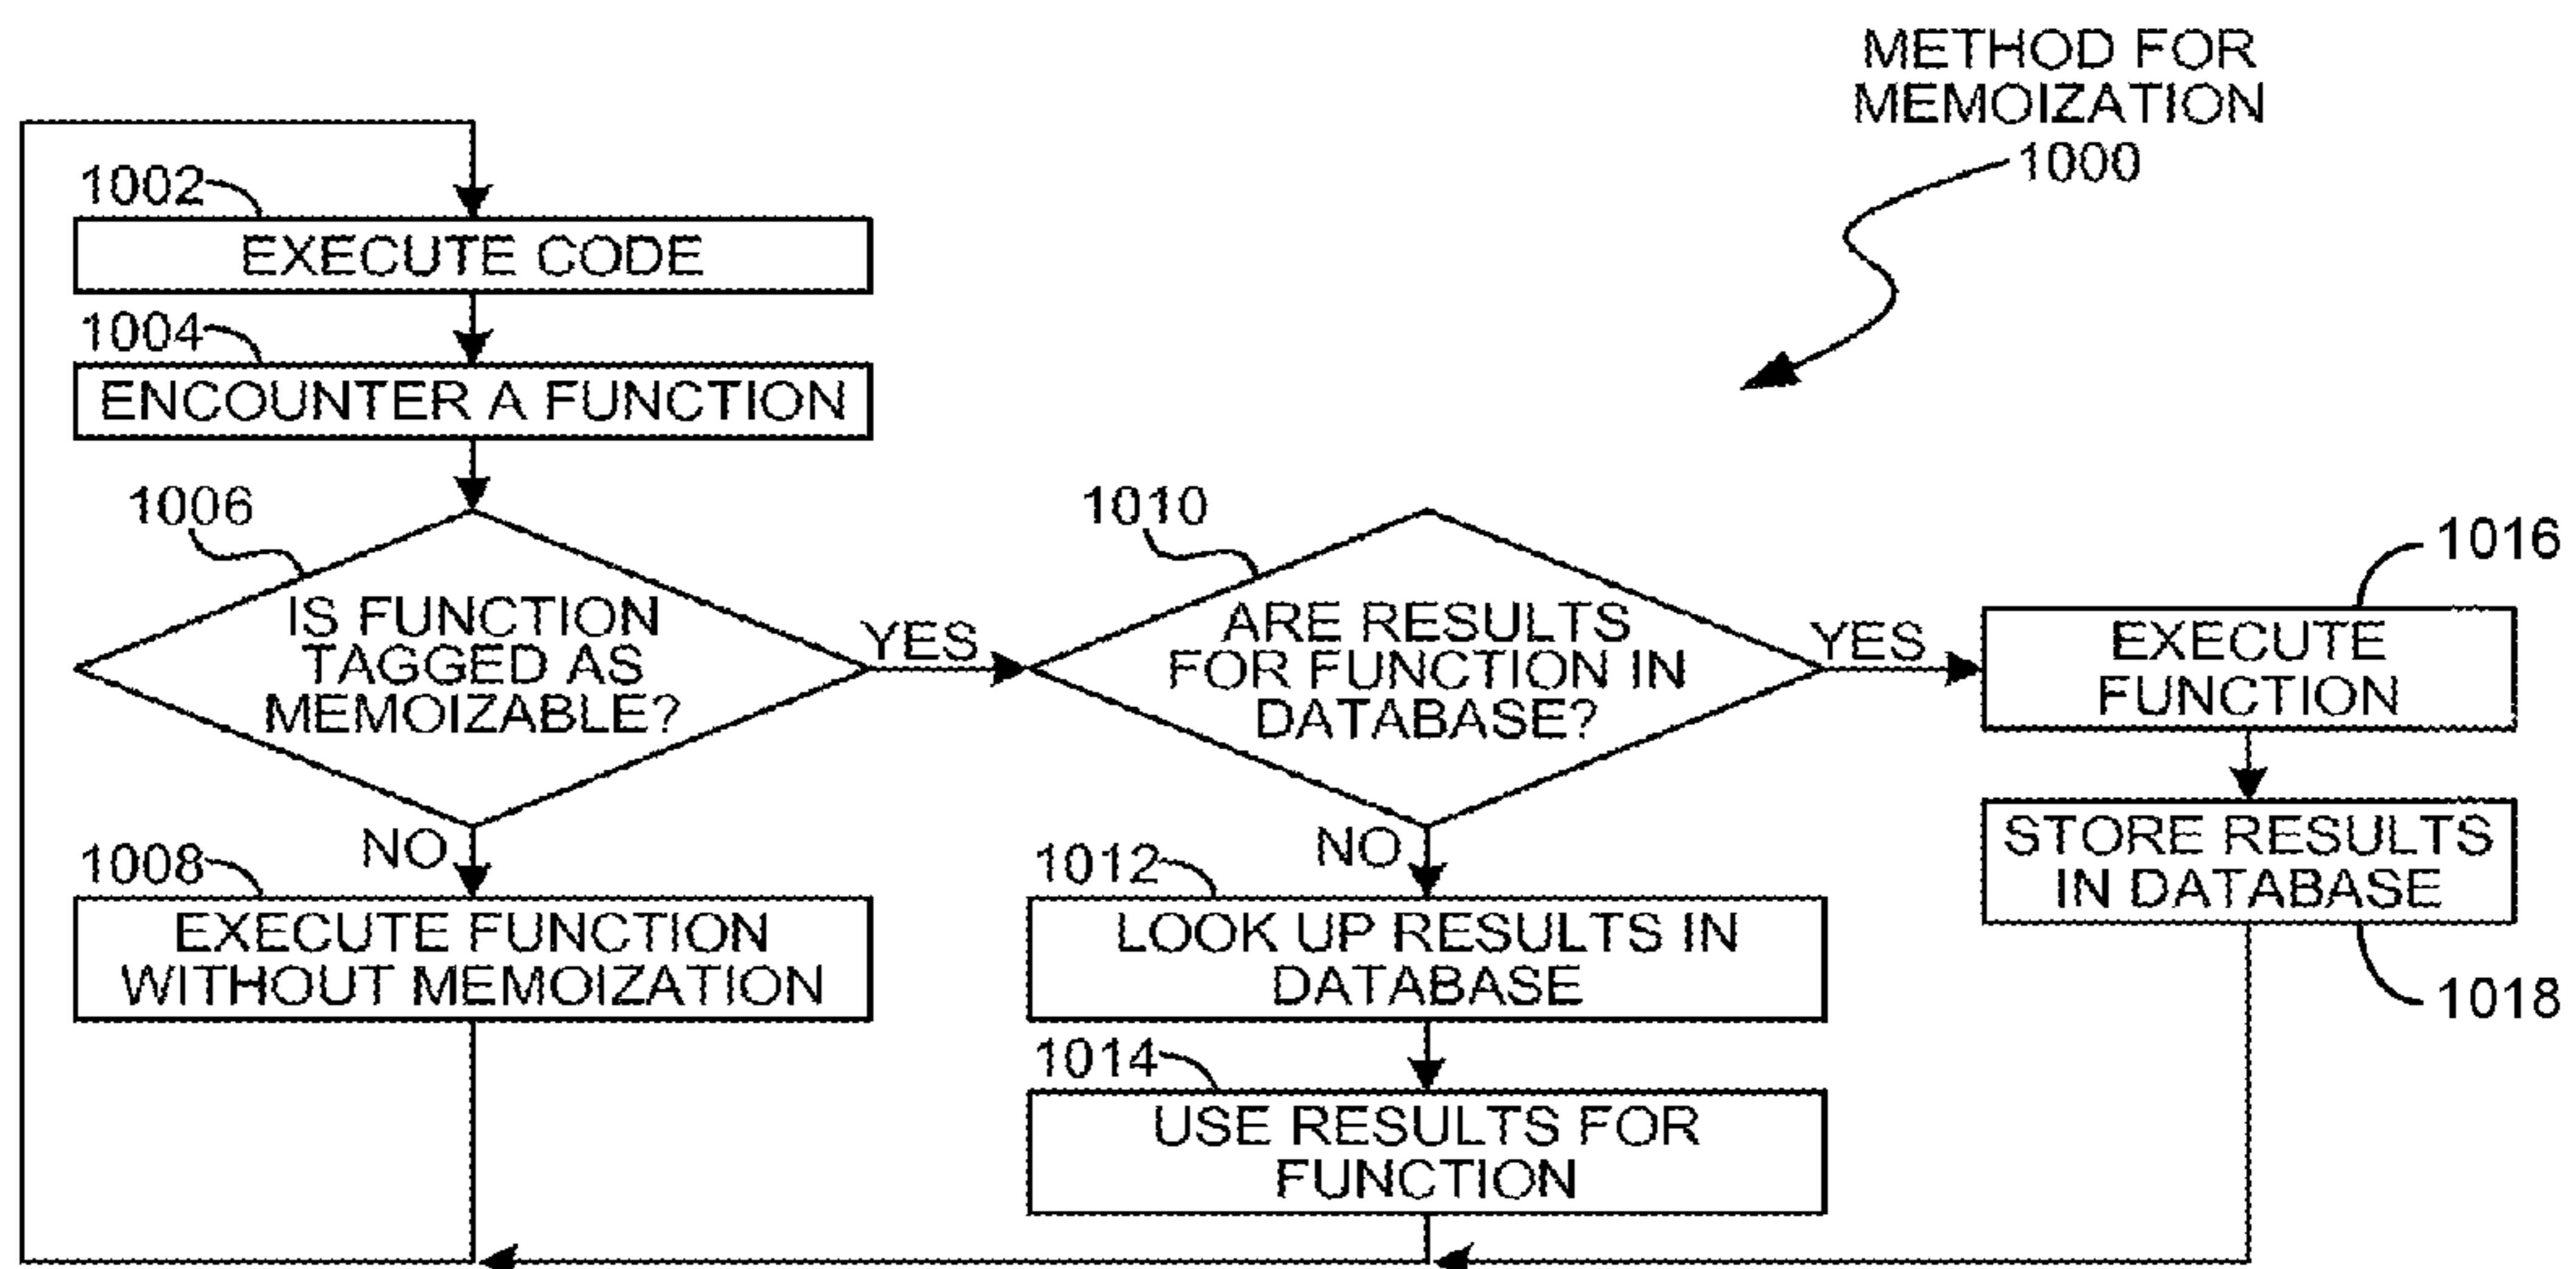 METHOD FOR
MEMOIZATION
1000
1002
EXECUTE CODE
1004
ENCOUNTER A FUNCTION
1006
IS FUNCTION
TAGGED AS
MEMOIZABLE?
YES
NO
1008
EXECUTE FUNCTION
WITHOUT MEMOIZATION
1010
ARE RESULTS
FOR FUNCTION IN
DATABASE?
YES
NO
1012
LOOK UP RESULTS IN
DATABASE
1014
USE RESULTS FOR
FUNCTION
1016
EXECUTE
FUNCTION
STORE RESULTS
IN DATABASE
1018